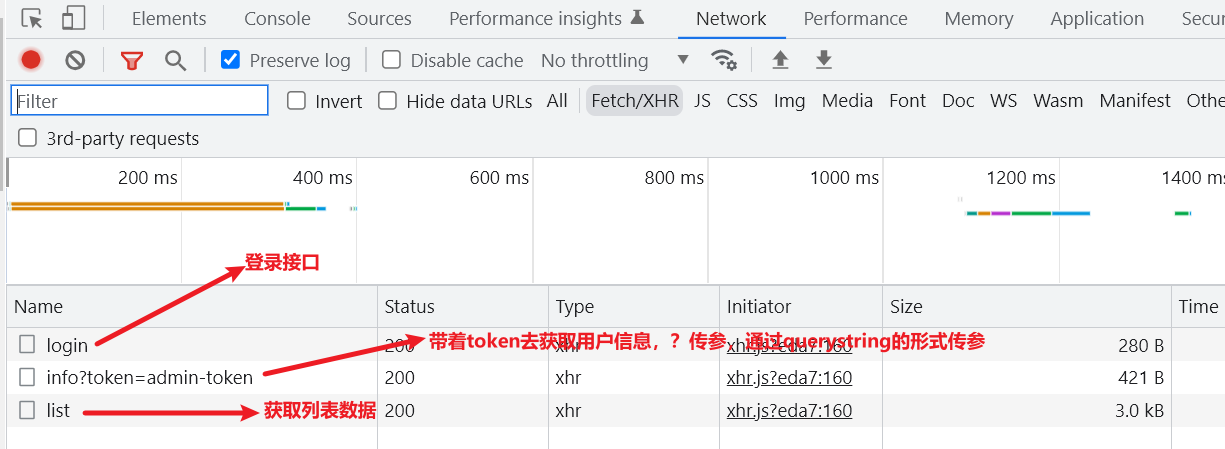 Elements Console Sources Performance insights Network Performance Memory Application Secur
Preserve log Disable cache No throttling
Filter Invert Hide data URLs All Fetch/XHR JS CSS Img Media Font Doc WS Wasm Manifest Othe
3rd-party requests
200 ms 400 ms 600 ms 800 ms 1000 ms 1200 ms 1400 ms
登录接口
Name Status Type Initiator Size Time
带着token去获取用户信息，？传参，通过querystring的形式传参
login 200 xhr xhr.js?eda7:160 280 B
info?token=admin-token 200 xhr xhr.js?eda7:160 421 B
list 获取列表数据 200 xhr xhr.js?eda7:160 3.0 kB